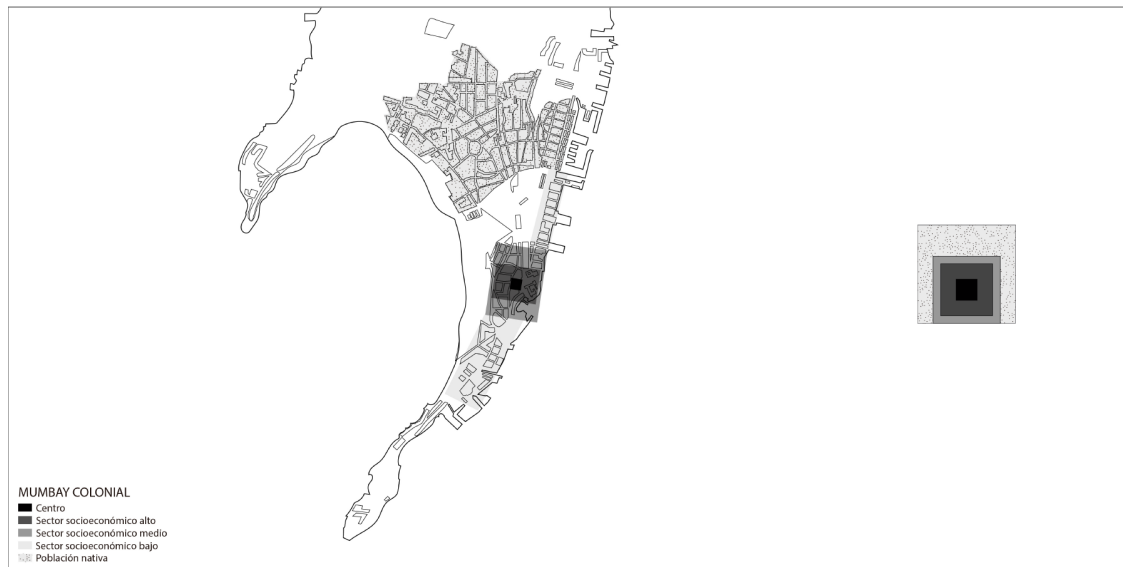 MUMBAY COLONIAL
Centro
Sector socioeconómico alto
Sector socioeconómico medio
Sector socioeconómico bajo
Población nativa